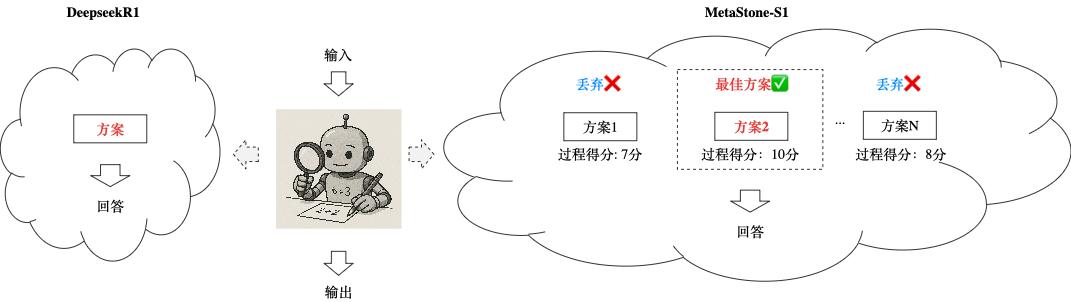 DeepseekR1
方案
回答
输入
输出
MetaStone-S1
丢弃❌
方案1
过程得分: 7分
最佳方案✅
方案2
过程得分：10分
...
丢弃❌
方案N
过程得分：8分
回答